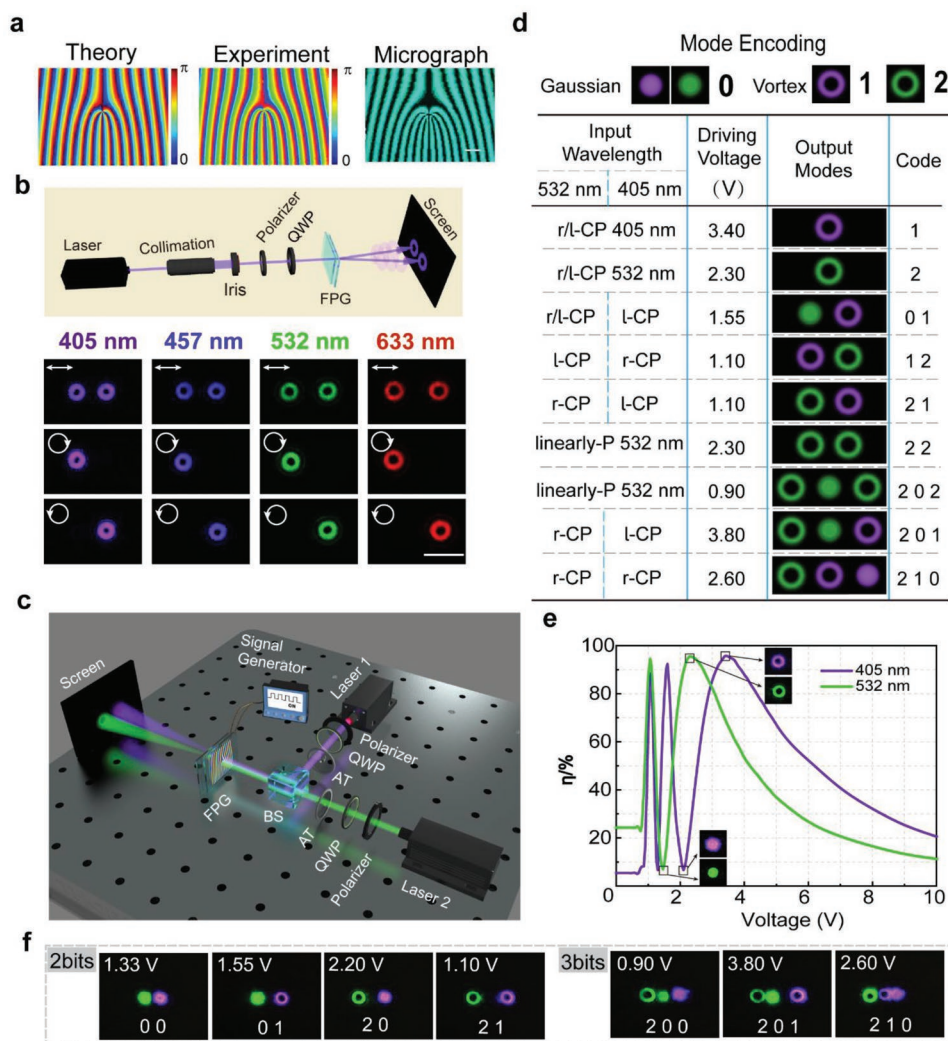 a
Theory
Experiment
Micrograph
π
0
π
0
b
Laser
Collimation
Iris
Polarizer
QWP
FPG
Screen
405 nm 457 nm 532 nm 633 nm
c
Screen
Signal
Generator
ON
Laser 1
Polarizer
QWP
AT
FPG
BS
AT
QWP
Polarizer
Laser 2
d
Mode Encoding
Gaussian 0 Vortex 1 2
Input
Wavelength
532 nm 405 nm
Driving
Voltage
(V)
Output
Modes
Code
r/l-CP 405 nm 3.40 1
r/l-CP 532 nm 2.30 2
r/l-CP l-CP 1.55 0 1
l-CP r-CP 1.10 1 2
r-CP l-CP 1.10 2 1
linearly-P 532 nm 2.30 2 2
linearly-P 532 nm 0.90 2 0 2
r-CP l-CP 3.80 2 0 1
r-CP r-CP 2.60 2 1 0
e
η/%
100
80
60
40
20
405 nm
532 nm
0 2 4 6 8 10
Voltage (V)
f
2bits
1.33 V 1.55 V 2.20 V 1.10 V
0 0 0 1 2 0 2 1
3bits
0.90 V 3.80 V 2.60 V
2 0 0 2 0 1 2 1 0